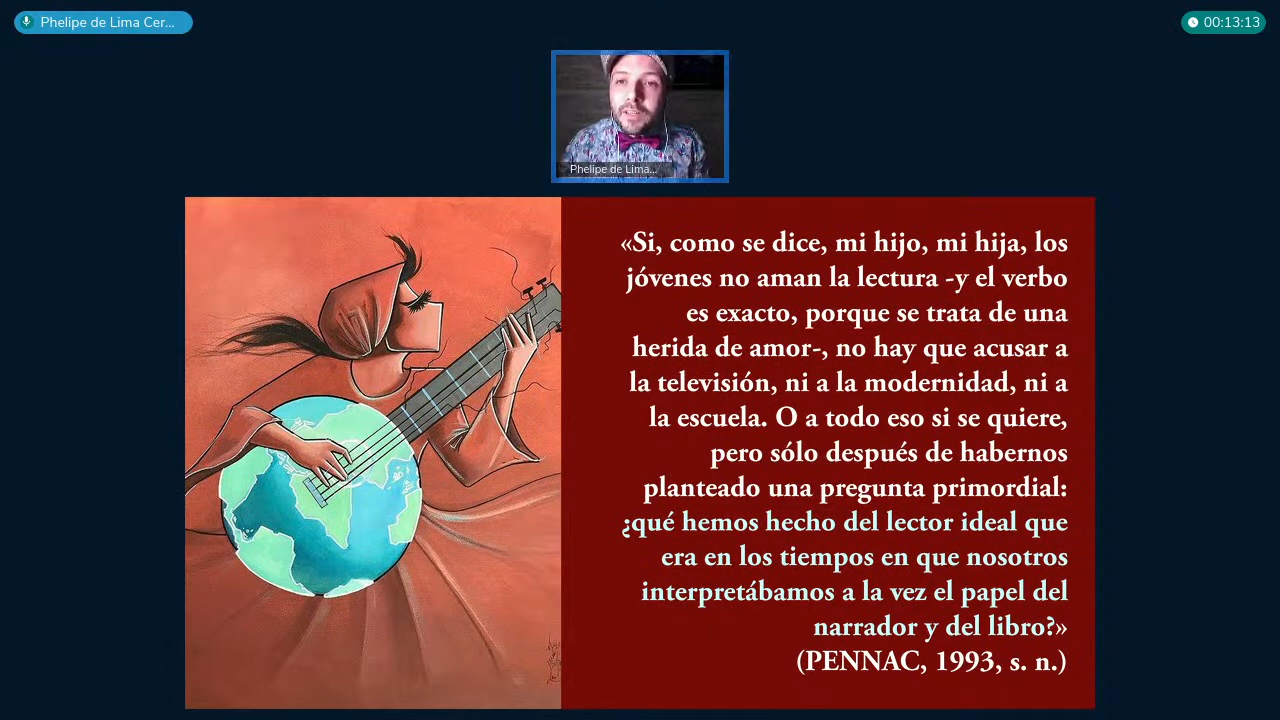 Phelipe de Lima Cer...
00:13:13
Phelipe de Lima...
«Si, como se dice, mi hijo, mi hija, los
jóvenes no aman la lectura -y el verbo
es exacto, porque se trata de una
herida de amor-, no hay que acusar a
la televisión, ni a la modernidad, ni a
la escuela. O a todo eso si se quiere,
pero sólo después de habernos
planteado una pregunta primordial:
¿qué hemos hecho del lector ideal que
era en los tiempos en que nosotros
interpretábamos a la vez el papel del
narrador y del libro?»
(PENNAC, 1993, s. n.)